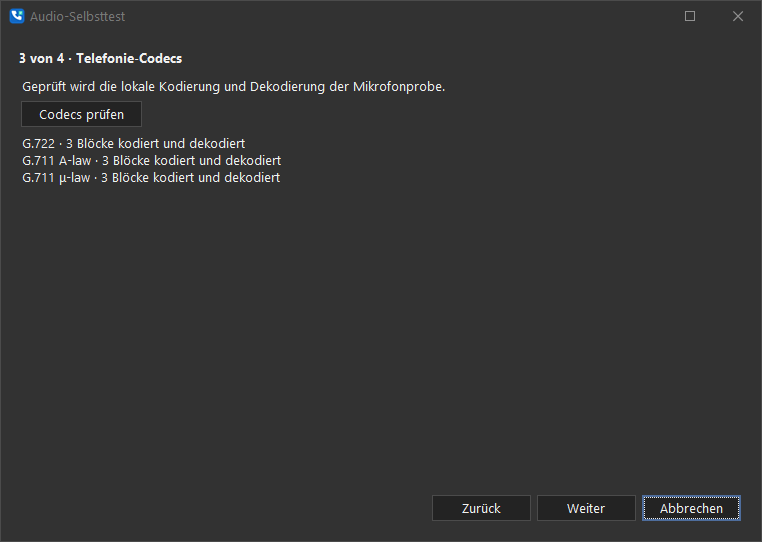 Audio-Selbsttest
3 von 4 · Telefonie-Codecs
Geprüft wird die lokale Kodierung und Dekodierung der Mikrofonprobe.
Codecs prüfen
G.722 · 3 Blöcke kodiert und dekodiert
G.711 A-law · 3 Blöcke kodiert und dekodiert
G.711 µ-law · 3 Blöcke kodiert und dekodiert
Zurück Weiter Abbrechen